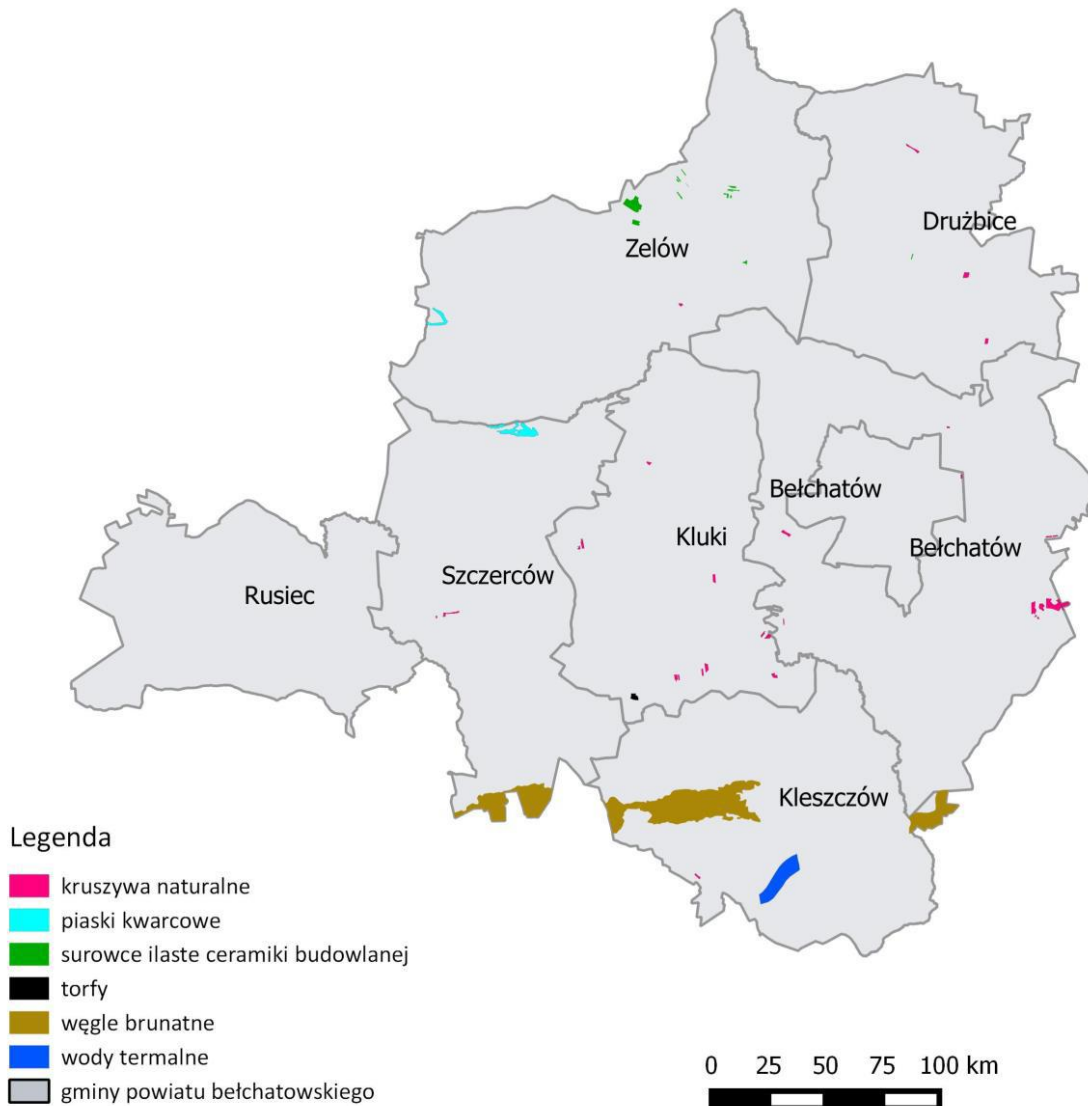 Drużbice
Zelów
Bełchatów
Kluki
Bełchatów
Szczerców
Rusiec
Kleszczów
Legenda
kruszywa naturalne
piaski kwarcowe
surowce ilaste ceramiki budowlanej
torfy
węgle brunatne
wody termalne
gminy powiatu bełchatowskiego
0 25 50 75 100 km